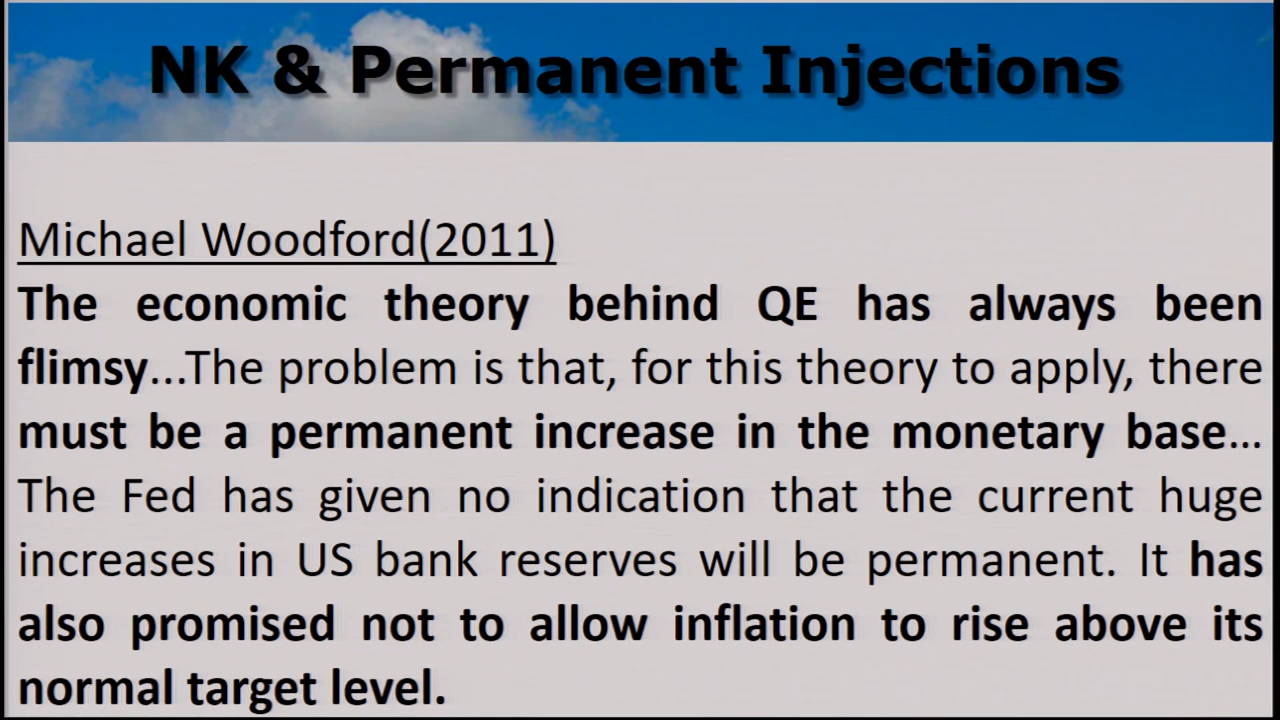 NK & Permanent Injections
Michael Woodford(2011)
The economic theory behind QE has always been
flimsy...The problem is that, for this theory to apply, there
must be a permanent increase in the monetary base...
The Fed has given no indication that the current huge
increases in US bank reserves will be permanent. It has
also promised not to allow inflation to rise above its
normal target level.